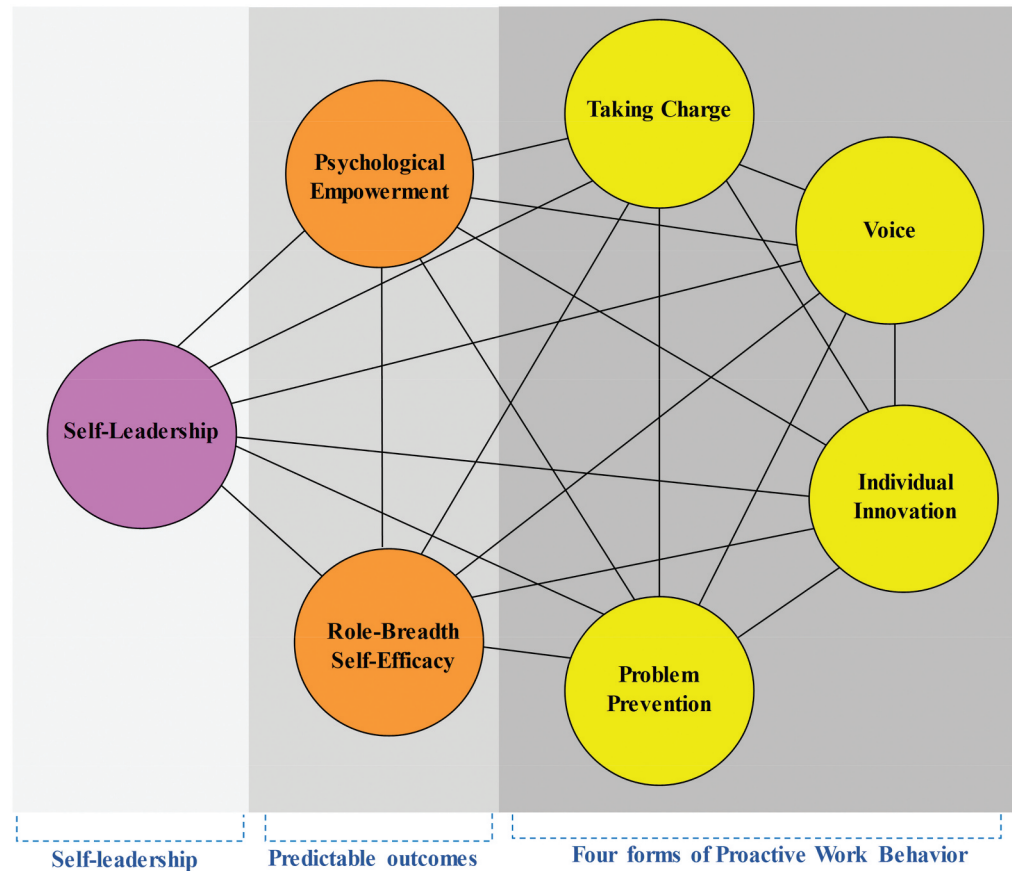 Taking Charge
Psychological
Empowerment
Voice
Self-Leadership
Individual
Innovation
Role-Breadth
Self-Efficacy
Problem
Prevention
Self-leadership
Predictable outcomes
Four forms of Proactive Work Behavior